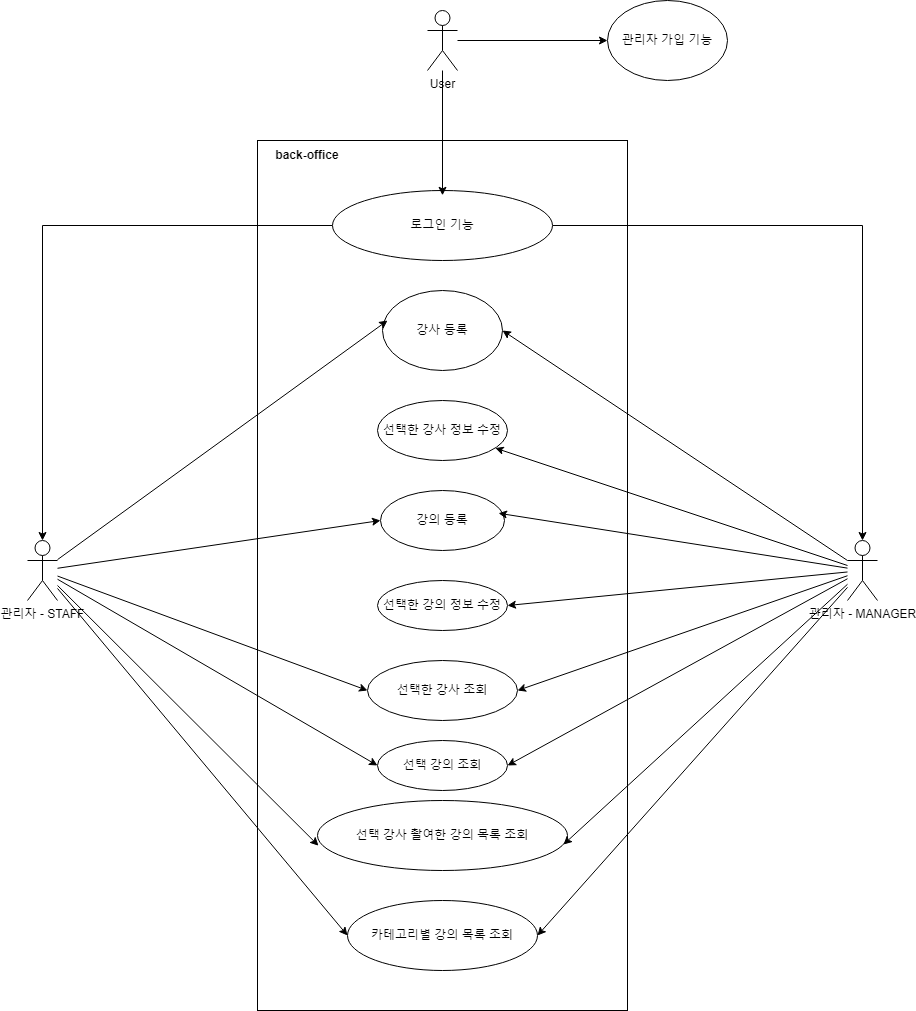 관리자 가입 기능
User
back-office
로그인 기능
강사 등록
선택한 강사 정보 수정
강의 등록
선택한 강의 정보 수정
관리자 - STAFF
관리자 - MANAGER
선택한 강사 조회
선택 강의 조회
선택 강사 촬여한 강의 목록 조회
카테고리별 강의 목록 조회